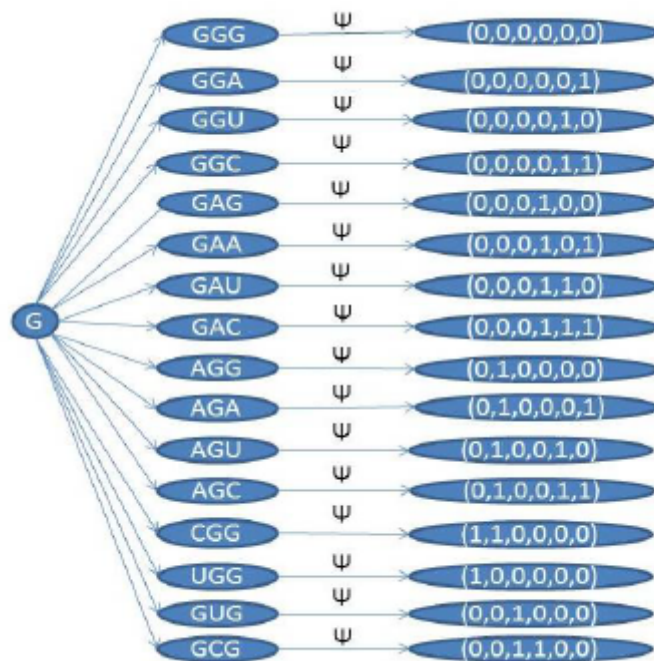 GGG Ψ (0,0,0,0,0,0)
GGA Ψ (0,0,0,0,0,1)
GGU Ψ (0,0,0,0,1,0)
GGC Ψ (0,0,0,0,1,1)
GAG Ψ (0,0,0,1,0,0)
GAA Ψ (0,0,0,1,0,1)
GAU Ψ (0,0,0,1,1,0)
G
GAC Ψ (0,0,0,1,1,1)
AGG Ψ (0,1,0,0,0,0)
AGA Ψ (0,1,0,0,0,1)
AGU Ψ (0,1,0,0,1,0)
AGC Ψ (0,1,0,0,1,1)
CGG Ψ (1,1,0,0,0,0)
UGG Ψ (1,0,0,0,0,0)
GUG Ψ (0,0,1,0,0,0)
GCG Ψ (0,0,1,1,0,0)